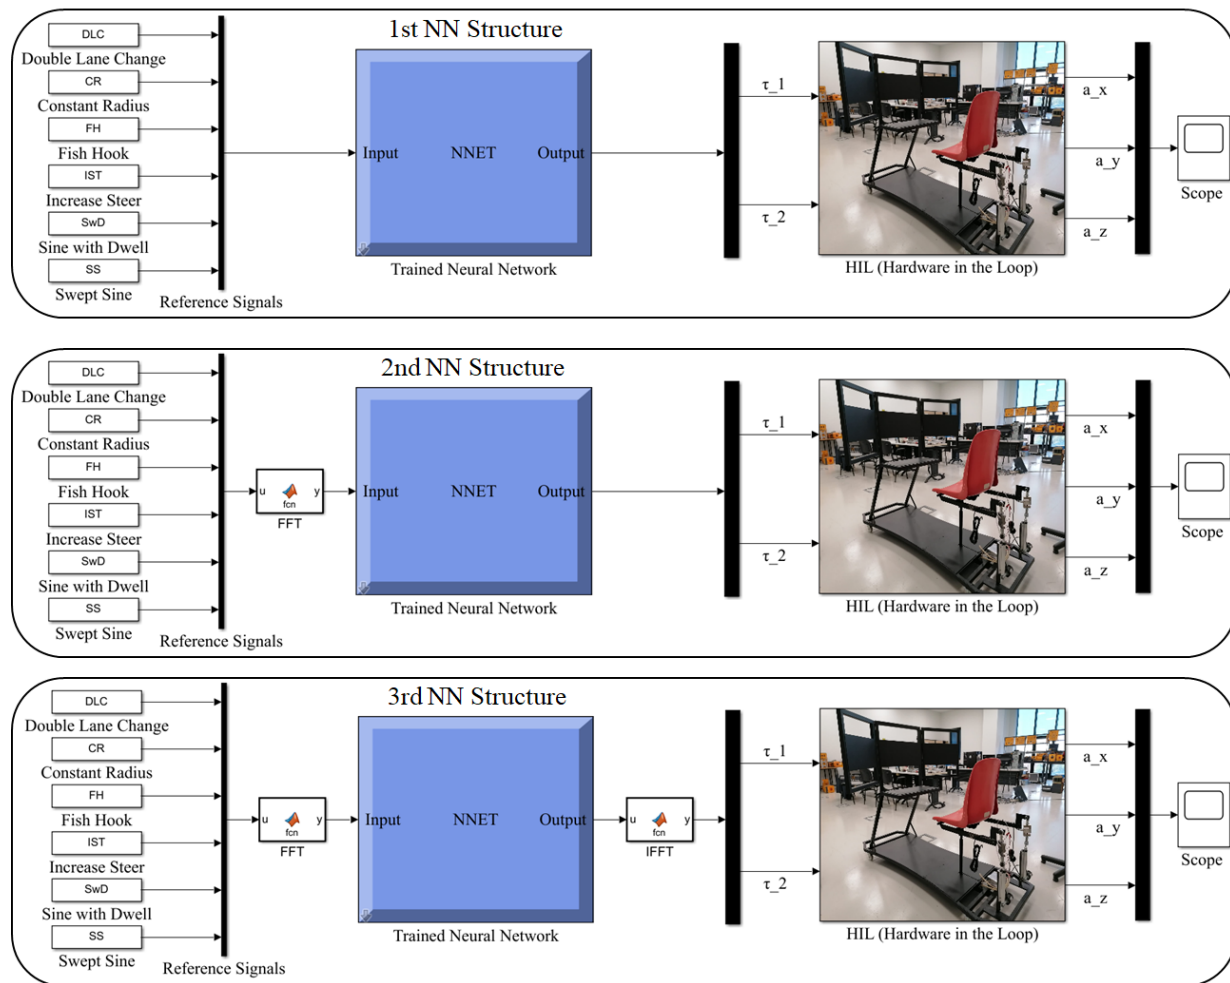 1st NN Structure
DLC
Double Lane Change
CR
Constant Radius
FH
Fish Hook
IST
Increase Steer
SwD
Sine with Dwell
SS
Swept Sine
Reference Signals
Input
NNET
Output
Trained Neural Network
τ_1
τ_2
HIL (Hardware in the Loop)
a_x
a_y
a_z
Scope
2nd NN Structure
DLC
Double Lane Change
CR
Constant Radius
FH
Fish Hook
IST
Increase Steer
SwD
Sine with Dwell
SS
Swept Sine
Reference Signals
u
y
fcn
FFT
Input
NNET
Output
Trained Neural Network
τ_1
τ_2
HIL (Hardware in the Loop)
a_x
a_y
a_z
Scope
3rd NN Structure
DLC
Double Lane Change
CR
Constant Radius
FH
Fish Hook
IST
Increase Steer
SwD
Sine with Dwell
SS
Swept Sine
Reference Signals
u
y
fcn
FFT
Input
NNET
Output
Trained Neural Network
u
y
fcn
IFFT
τ_1
τ_2
HIL (Hardware in the Loop)
a_x
a_y
a_z
Scope